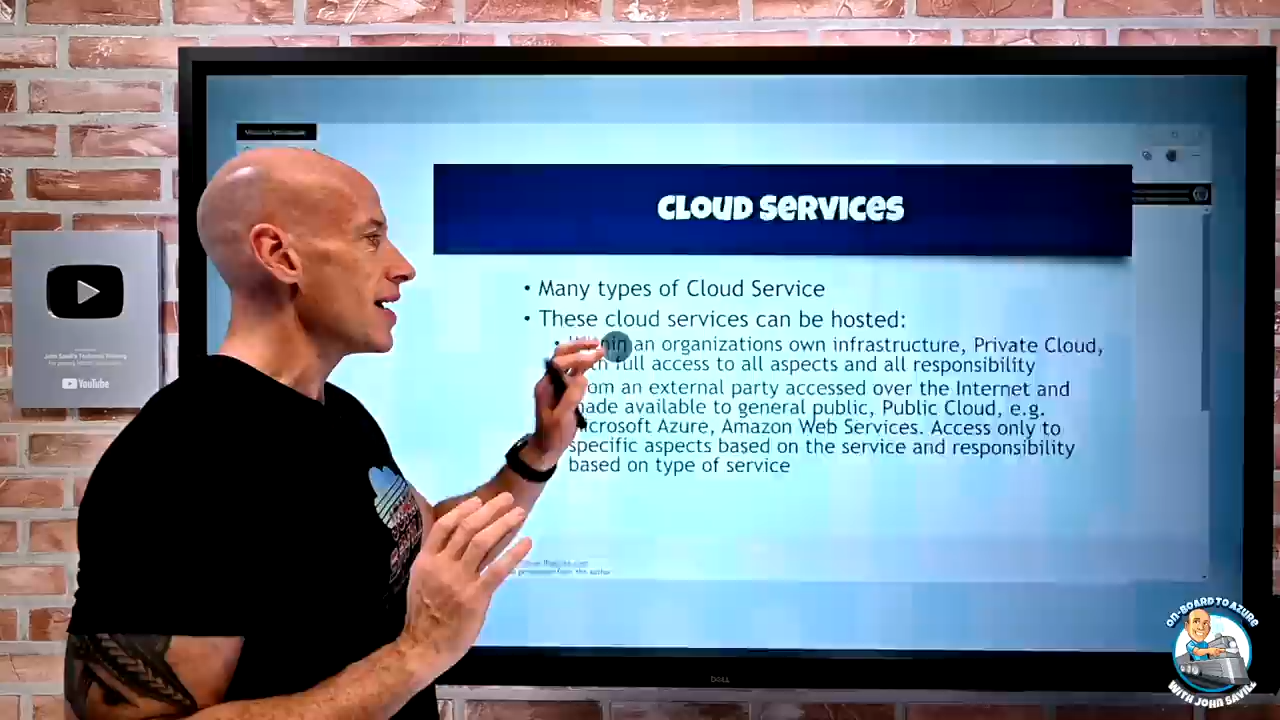 CLOUD SERVICES
• Many types of Cloud Service
• These cloud services can be hosted:
an organizations own infrastructure, Private Cloud,
full access to all aspects and all responsibility
an external party accessed over the Internet and
available to general public, Public Cloud, e.g.
Azure, Amazon Web Services. Access only to
specific aspects based on the service and responsibility
based on type of service
YouTube
DELL
ON-BOARD TO AZURE
WITH JOHN SAVILL